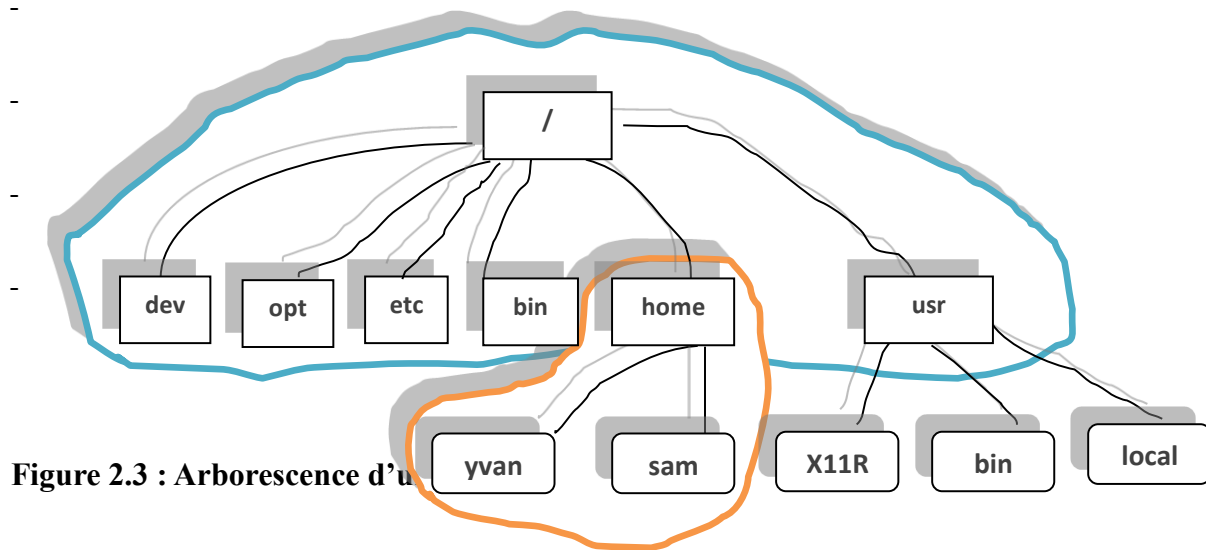 -
-
/
-
-
dev opt etc bin home usr
yvan sam X11R bin local
Figure 2.3 : Arborescence d’u